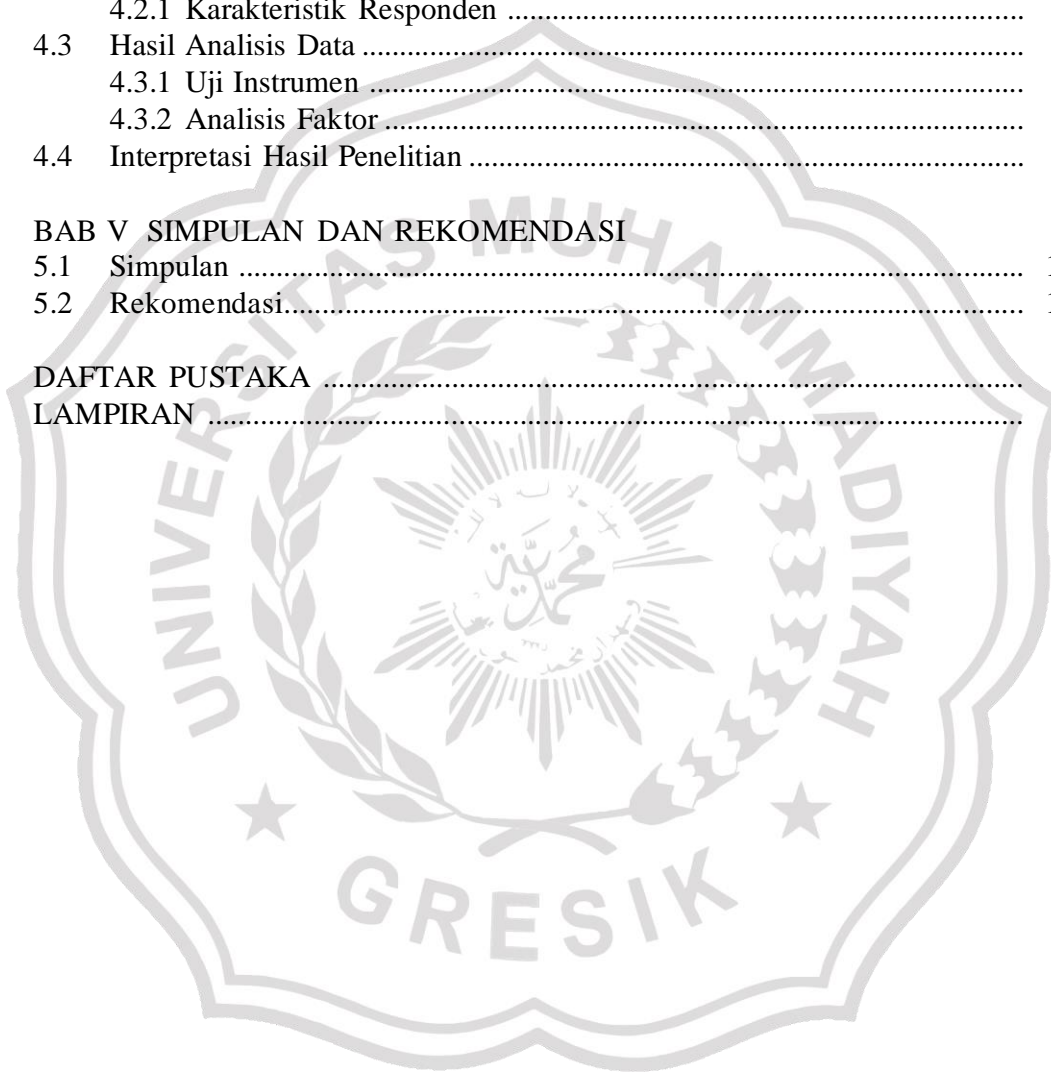 4.2.1 Karakteristik Responden ........................................................................
4.3 Hasil Analisis Data ............................................................................................
4.3.1 Uji Instrumen ...........................................................................................
4.3.2 Analisis Faktor .........................................................................................
4.4 Interpretasi Hasil Penelitian .............................................................................
BAB V SIMPULAN DAN REKOMENDASI
5.1 Simpulan ............................................................................................................. 1
5.2 Rekomendasi....................................................................................................... 1
DAFTAR PUSTAKA .................................................................................................
LAMPIRAN ..................................................................................................................
UNIVERSITAS MUHAMMADIYAH
GRESIK